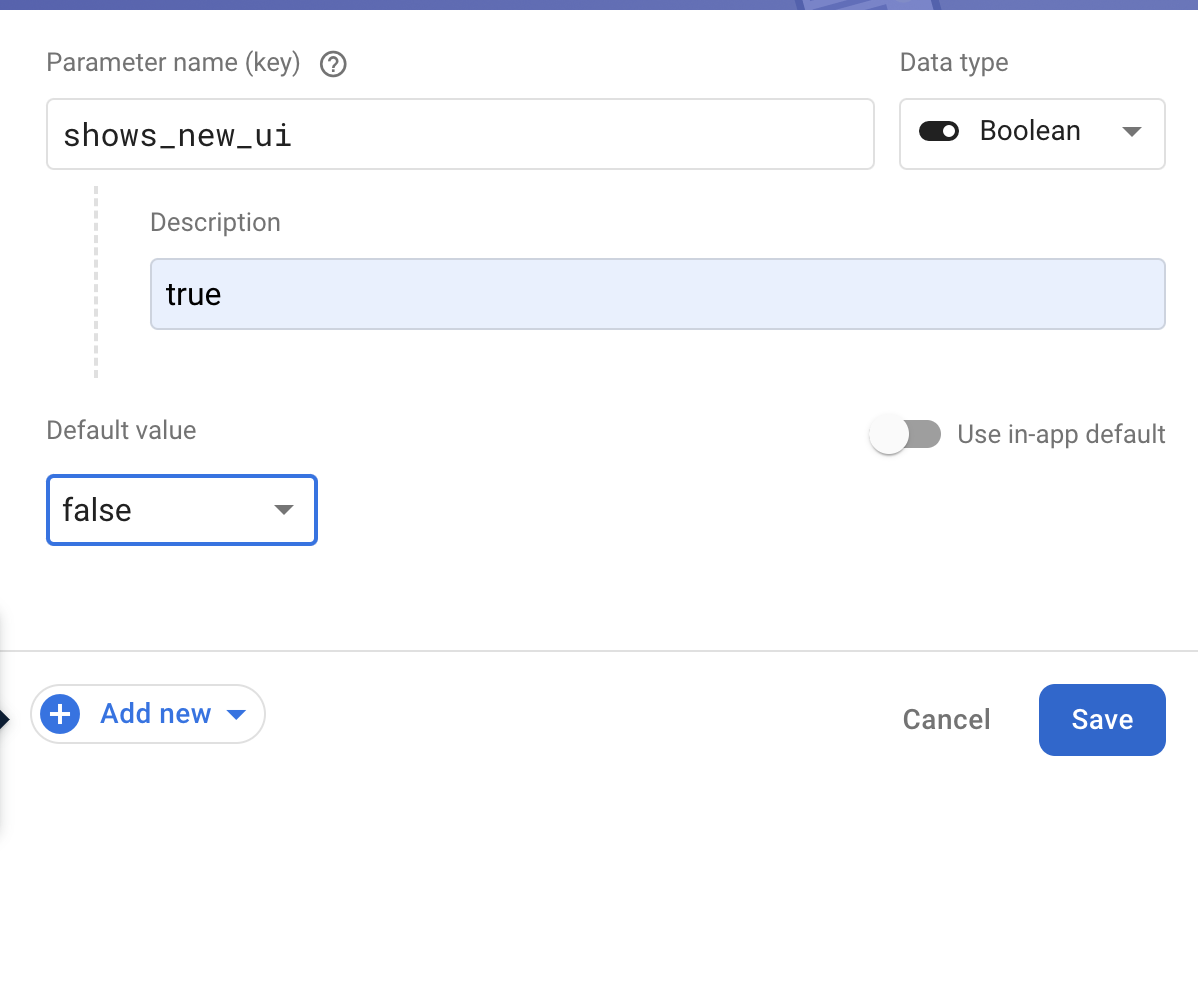 Parameter name (key)
Data type
shows_new_ui
Boolean
Description
true
Default value
Use in-app default
false
Add new
Cancel
Save